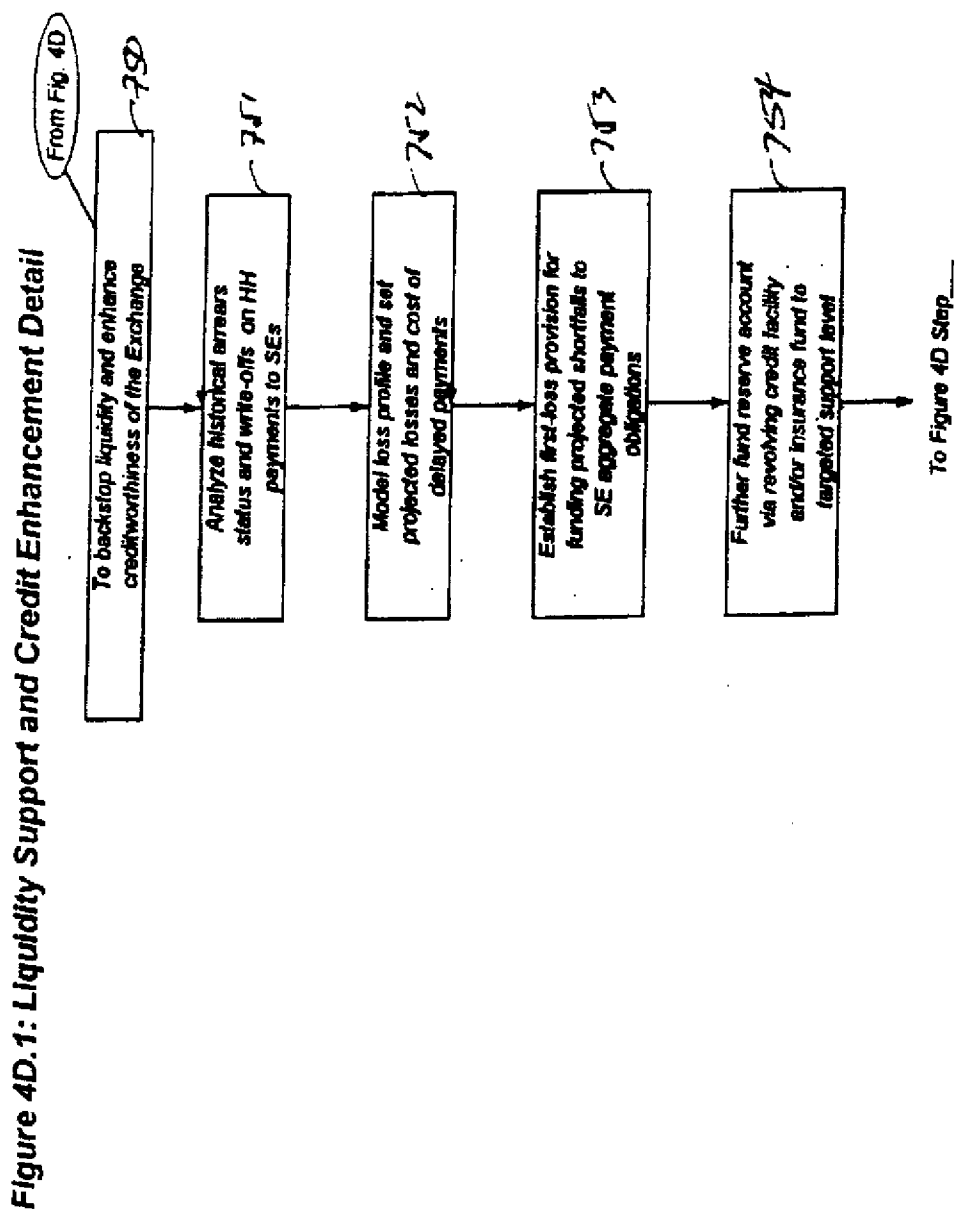 Figure 4D.1: Liquidity Support and Credit Enhancement Detail
From Fig. 4D
To backstop liquidity and enhance
creditworthiness of the Exchange
750
Analyze historical arrears
status and write-offs on HH
payments to SEs
751
Model loss profile and set
projected losses and cost of
delayed payments
752
Establish first-loss provision for
funding projected shortfalls to
SE aggregate payment
obligations
753
Further fund reserve account
via revolving credit facility
and/or insurance fund to
targeted support level
754
To Figure 4D Step__